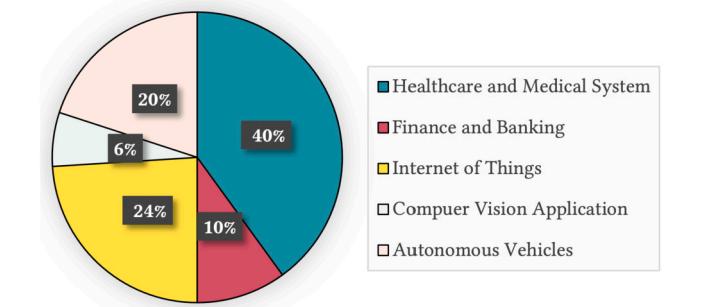 20%
40%
6%
24%
10%
Healthcare and Medical System
Finance and Banking
Internet of Things
Compuer Vision Application
Autonomous Vehicles